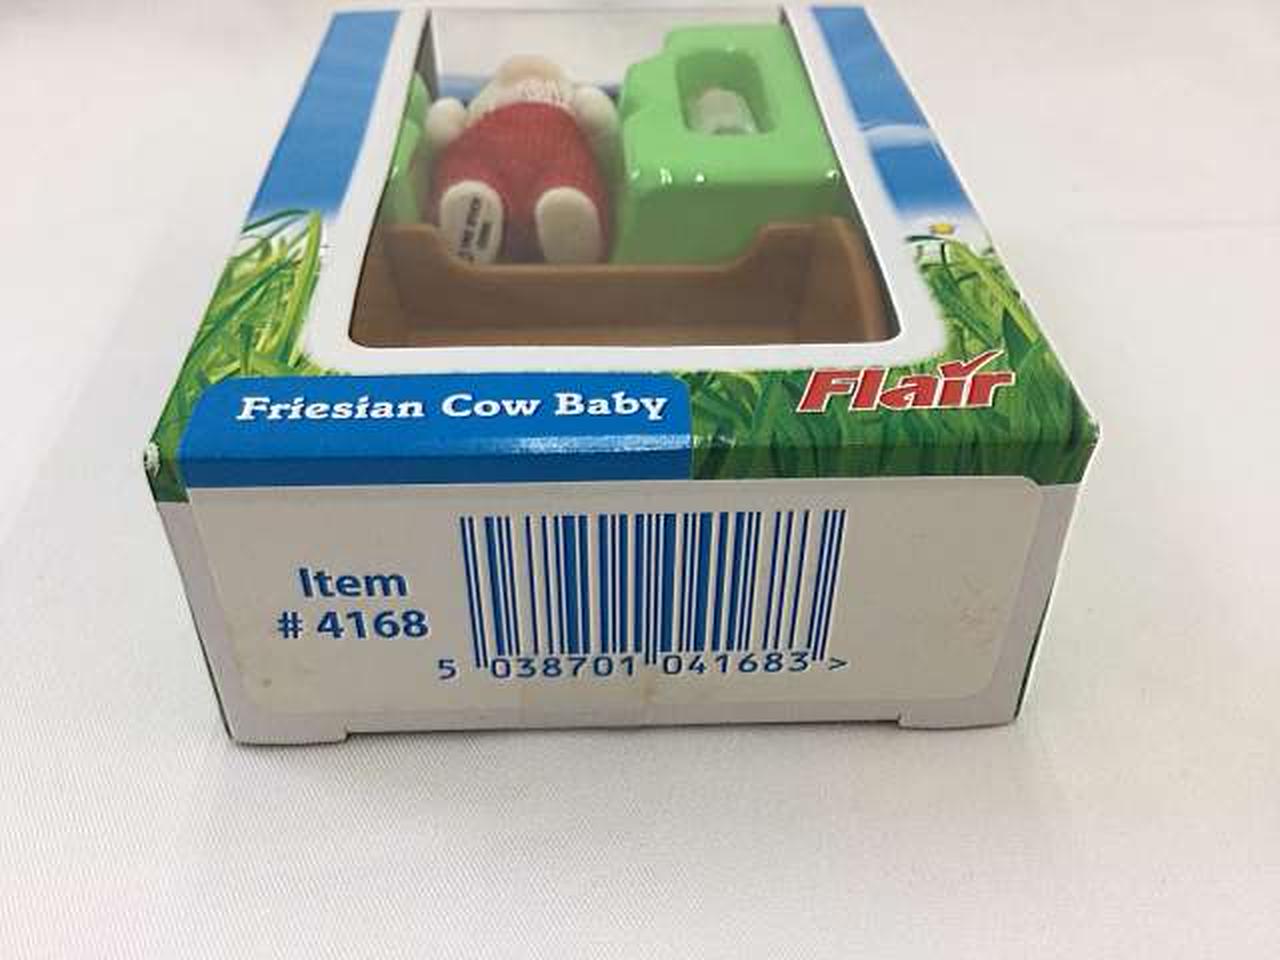 Friesian Cow Baby
Flair
Item
# 4168
5 038701 041683 >